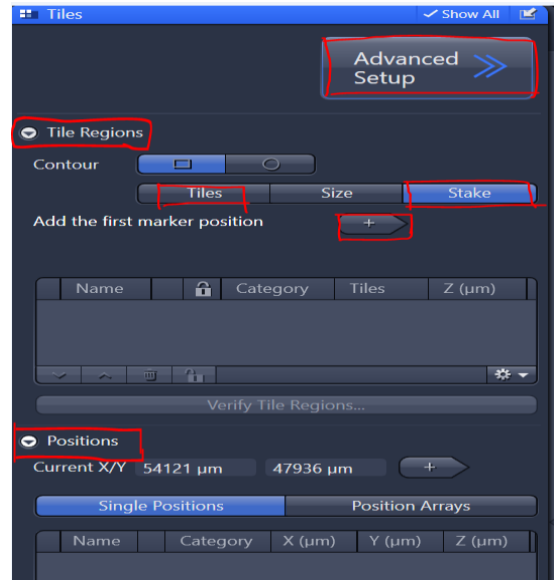 Tiles ✓ Show All
Advanced
Setup
Tile Regions
Contour
Tiles Size Stake
Add the first marker position +
Name Category Tiles Z (µm)
Verify Tile Regions...
Positions
Current X/Y 54121 µm 47936 µm +
Single Positions Position Arrays
Name Category X (µm) Y (µm) Z (µm)